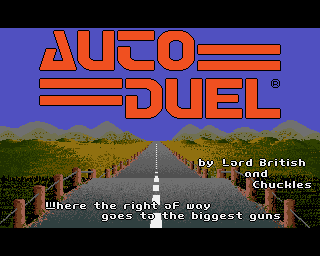 AUTO
DUEL®
by Lord British
and
Chuckles
Where the right of way
goes to the biggest guns